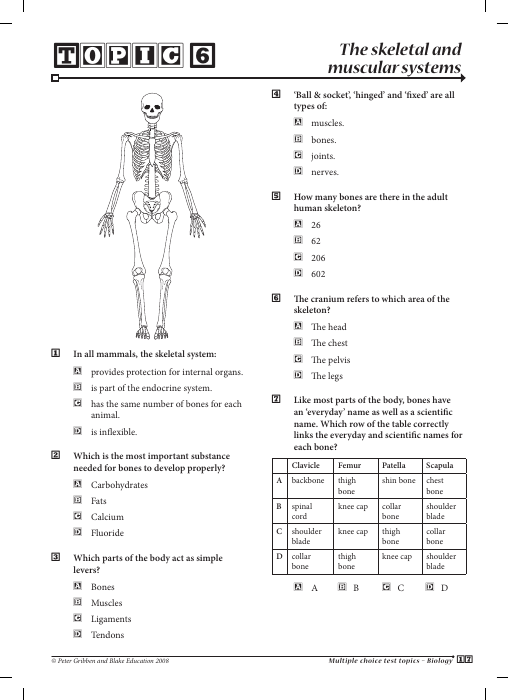 TOPIC 6
The skeletal and
muscular systems
1 In all mammals, the skeletal system:
A provides protection for internal organs.
B is part of the endocrine system.
C has the same number of bones for each
animal.
D is inflexible.
2 Which is the most important substance
needed for bones to develop properly?
A Carbohydrates
B Fats
C Calcium
D Fluoride
3 Which parts of the body act as simple
levers?
A Bones
B Muscles
C Ligaments
D Tendons
4 'Ball & socket', 'hinged' and 'fixed' are all
types of:
A muscles.
B bones.
C joints.
D nerves.
5 How many bones are there in the adult
human skeleton?
A 26
B 62
C 206
D 602
6 The cranium refers to which area of the
skeleton?
A The head
B The chest
C The pelvis
D The legs
7 Like most parts of the body, bones have
an 'everyday' name as well as a scientific
name. Which row of the table correctly
links the everyday and scientific names for
each bone?
Clavicle Femur Patella Scapula
A backbone thigh bone shin bone chest bone
B spinal cord knee cap collar bone shoulder blade
C shoulder blade knee cap thigh bone collar bone
D collar bone thigh bone knee cap shoulder blade
A A B B C C D D
© Peter Gribben and Blake Education 2008
Multiple choice test topics – Biology 17